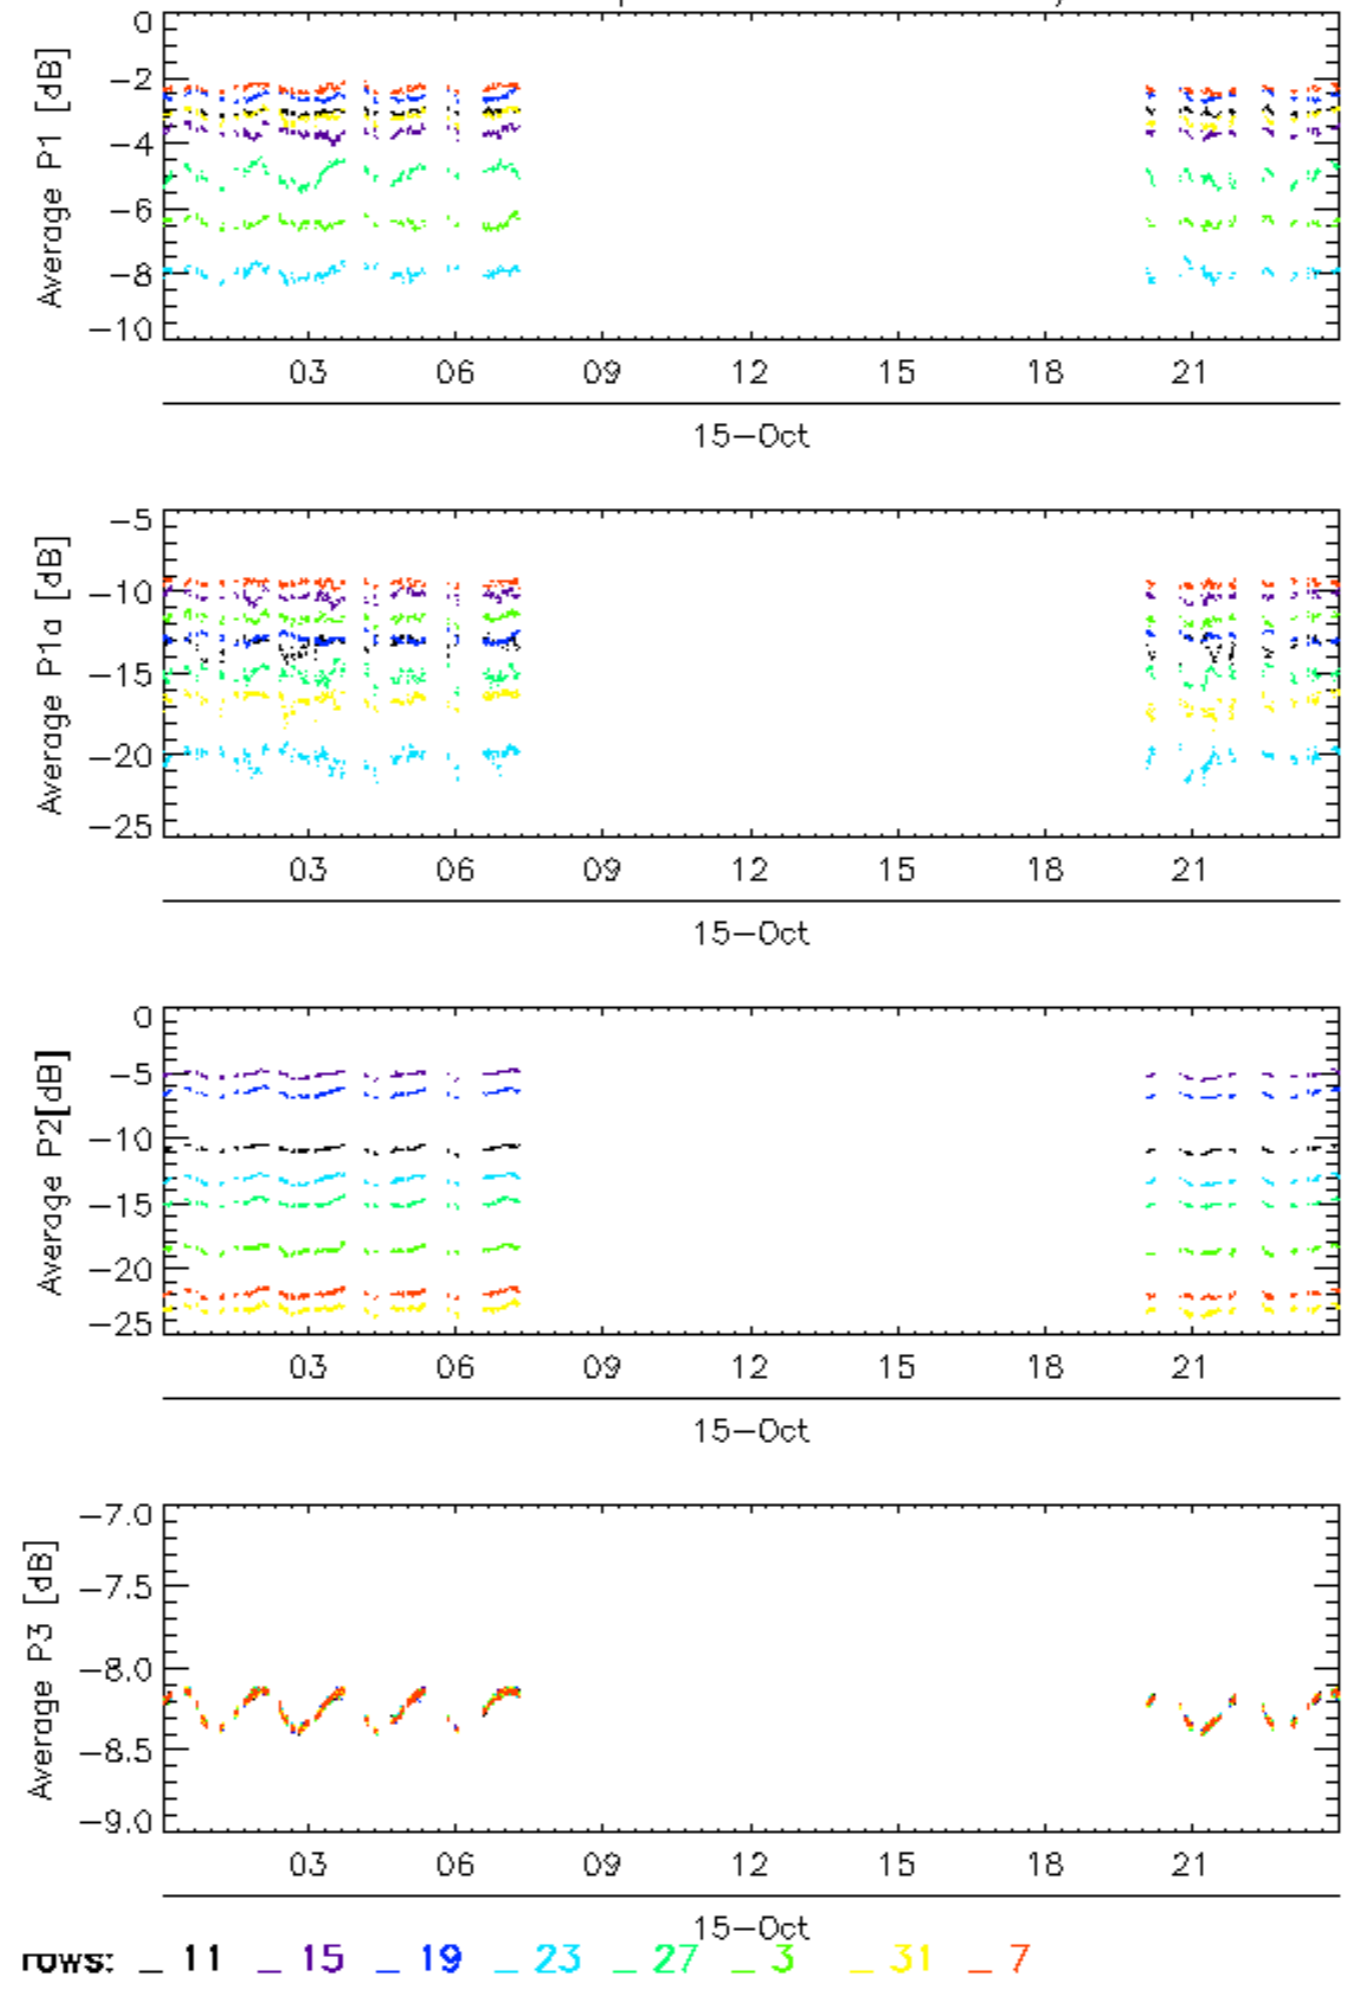 0
−2
−4
−6
−8
−10
Average P1 [dB]
03 06 09 12 15 18 21
15−Oct
−5
−10
−15
−20
−25
Average P1a [dB]
03 06 09 12 15 18 21
15−Oct
0
−5
−10
−15
−20
−25
Average P2[dB]
03 06 09 12 15 18 21
15−Oct
−7.0
−7.5
−8.0
−8.5
−9.0
Average P3 [dB]
03 06 09 12 15 18 21
15−Oct
rows: _ 11 _ 15 _ 19 _ 23 _ 27 _ 3 _ 31 _ 7